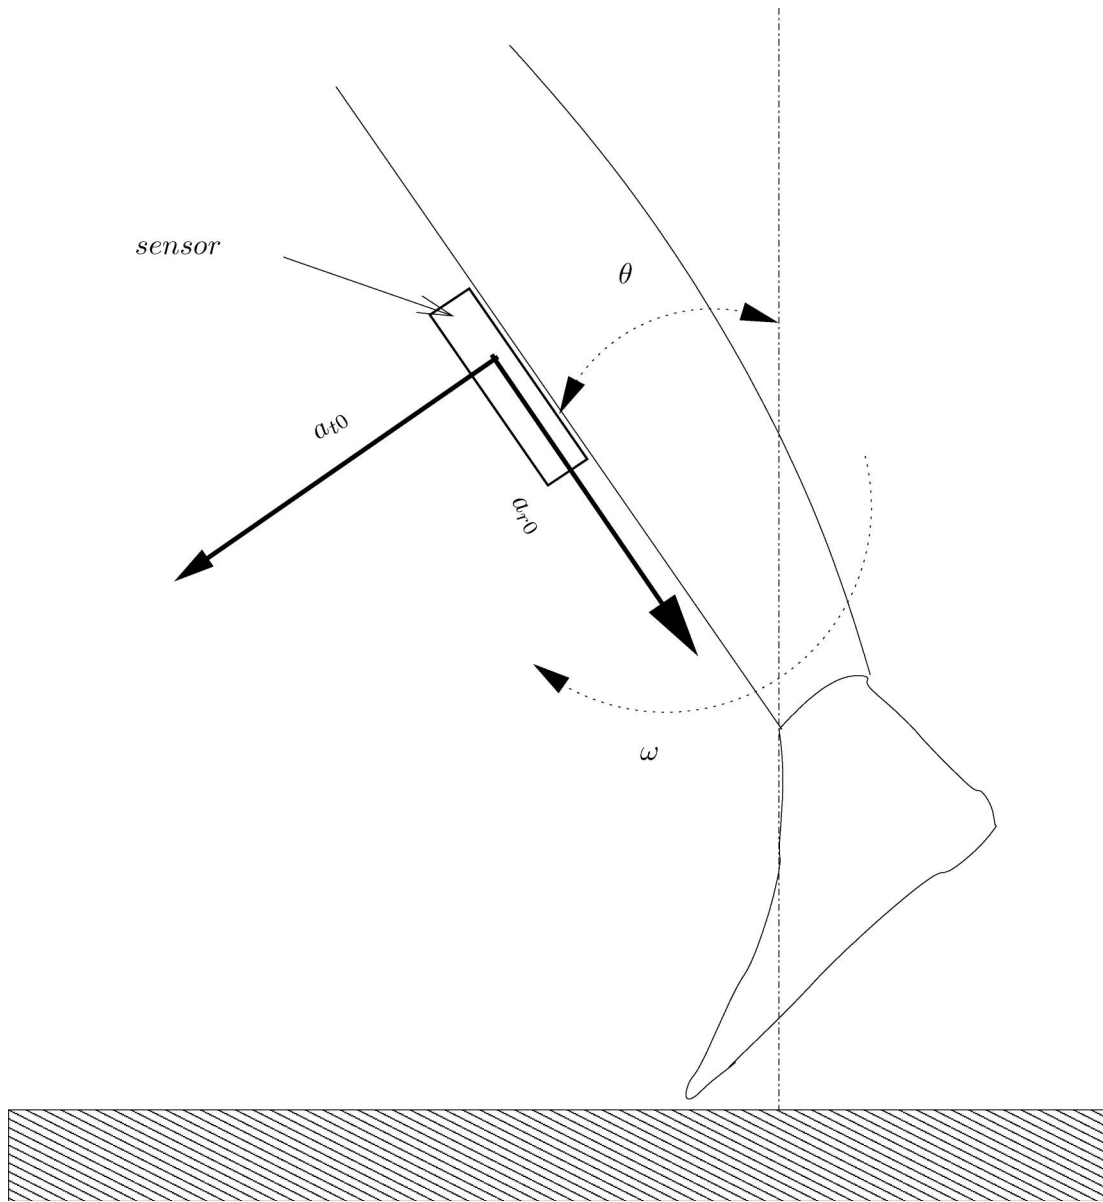 sensor
θ
a_{t0}
a_{r0}
ω